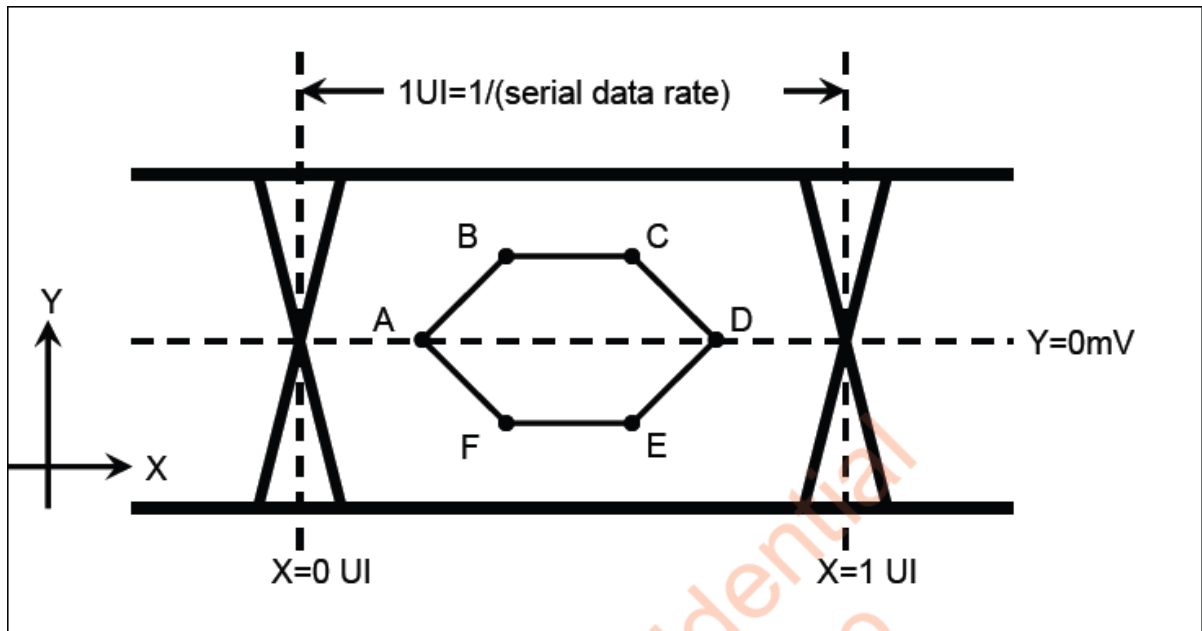 1UI=1/(serial data rate)
B
C
Y
A
D
Y=0mV
F
E
X
X=0 UI
X=1 UI